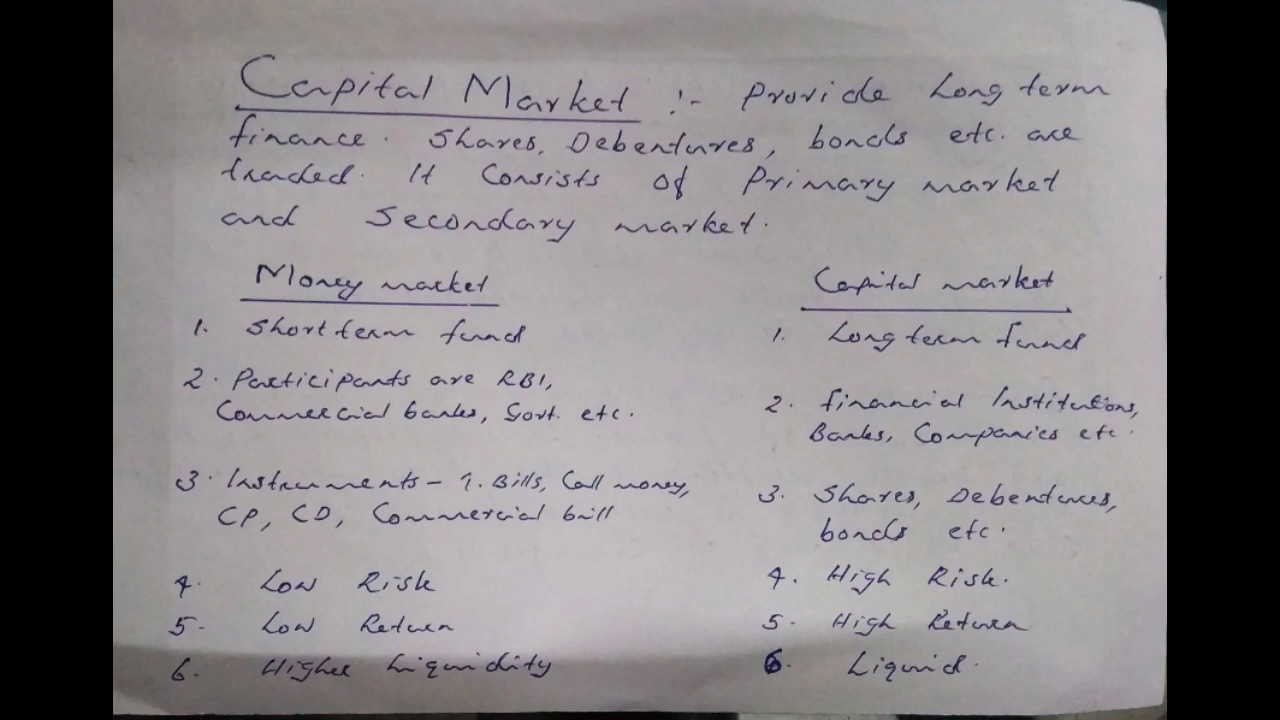 Capital Market :- Provide Long term
finance. Shares, Debentures, bonds etc. are
traded. It Consists of Primary market
and Secondary market.
Money market
1. Short term fund
2. Participants are RBI,
Commercial banks, Govt. etc.
3. Instruments - T. Bills, Call money,
CP, CD, Commercial bill
4. Low Risk
5. Low Return
6. Higher Liquidity
Capital market
1. Long term fund
2. Financial Institutions,
Banks, Companies etc.
3. Shares, Debentures,
bonds etc.
4. High Risk.
5. High Return
6. Liquid.